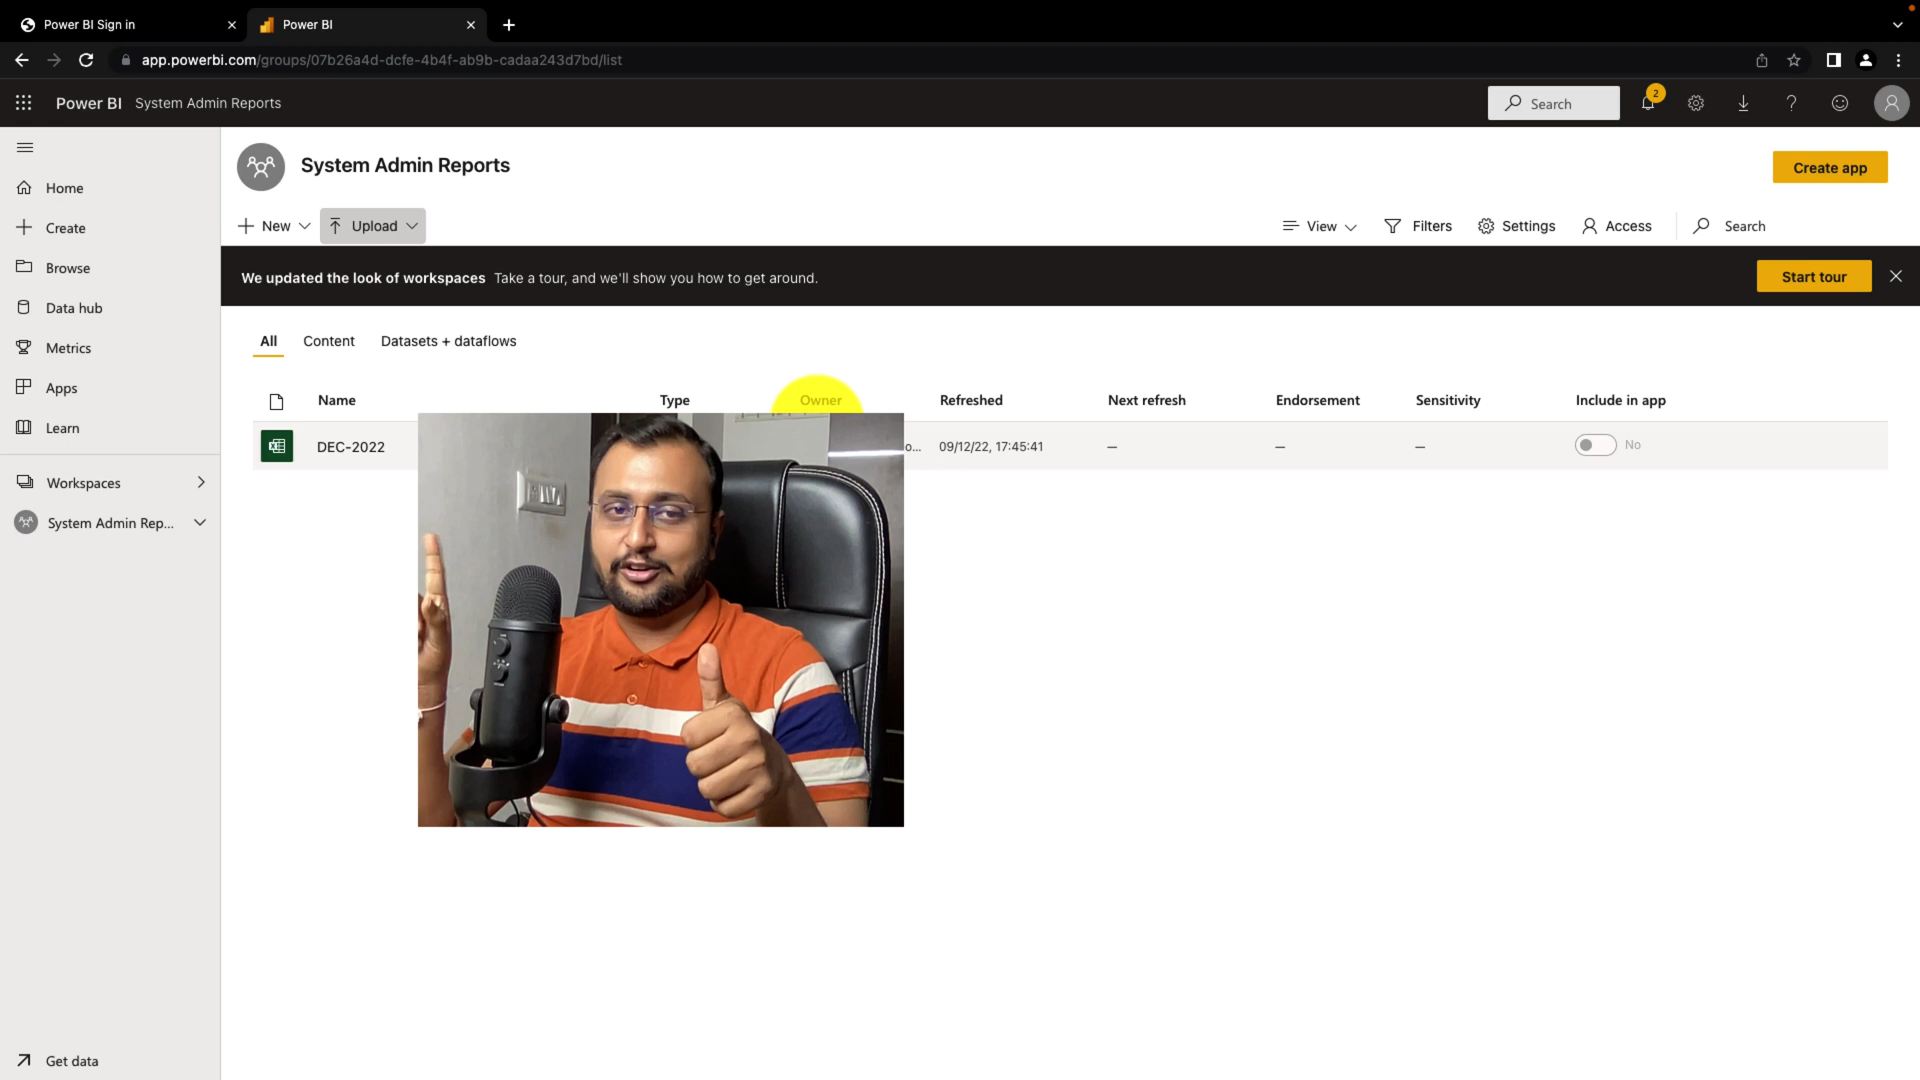 Power BI Sign in
Power BI
app.powerbi.com/groups/07b26a4d-dcfe-4b4f-ab9b-cadaa243d7bd/list
Power BI System Admin Reports
Search
2
System Admin Reports
Create app
New
Upload
View
Filters
Settings
Access
Search
We updated the look of workspaces Take a tour, and we'll show you how to get around.
Start tour
Home
Create
Browse
Data hub
Metrics
Apps
Learn
Workspaces
System Admin Rep...
Get data
All
Content
Datasets + dataflows
Name
Type
Owner
Refreshed
Next refresh
Endorsement
Sensitivity
Include in app
DEC-2022
o...
09/12/22, 17:45:41
—
—
—
No